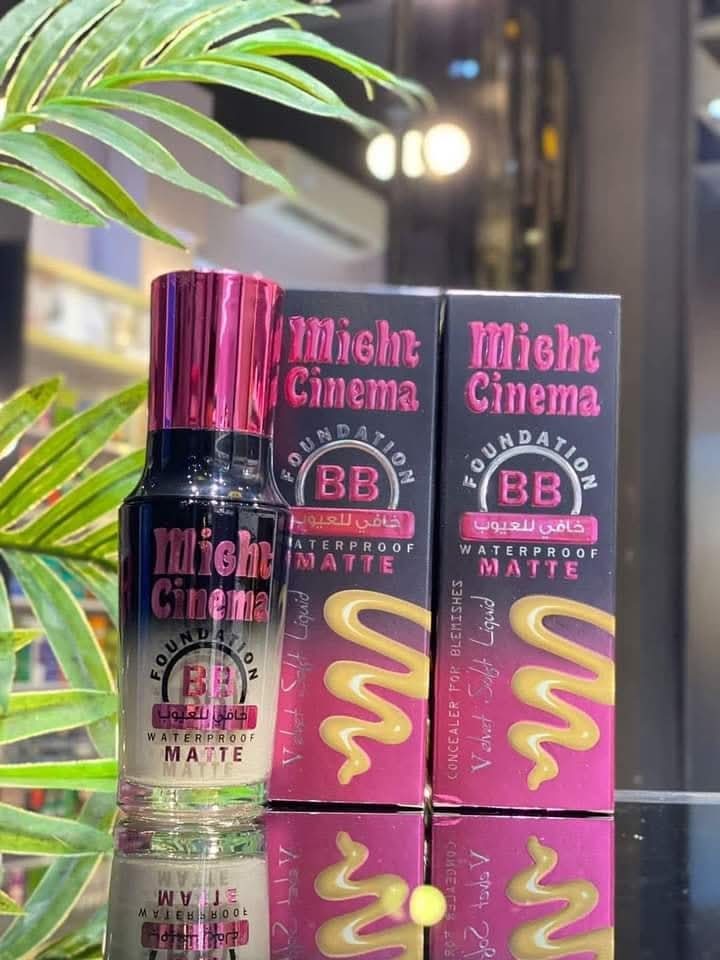 Might
Cinema
FOUNDATION
BB
خافي للعيوب
WATERPROOF
MATTE
Might
Cinema
FOUNDATION
BB
خافي للعيوب
ATERPROOF
MATTE
Velvet Soft Liquid
Might
Cinema
FOUNDATION
BB
خافي للعيوب
WATERPROOF
MATTE
CONCEALER FOR BLEMISHES
Velvet Soft Liquid